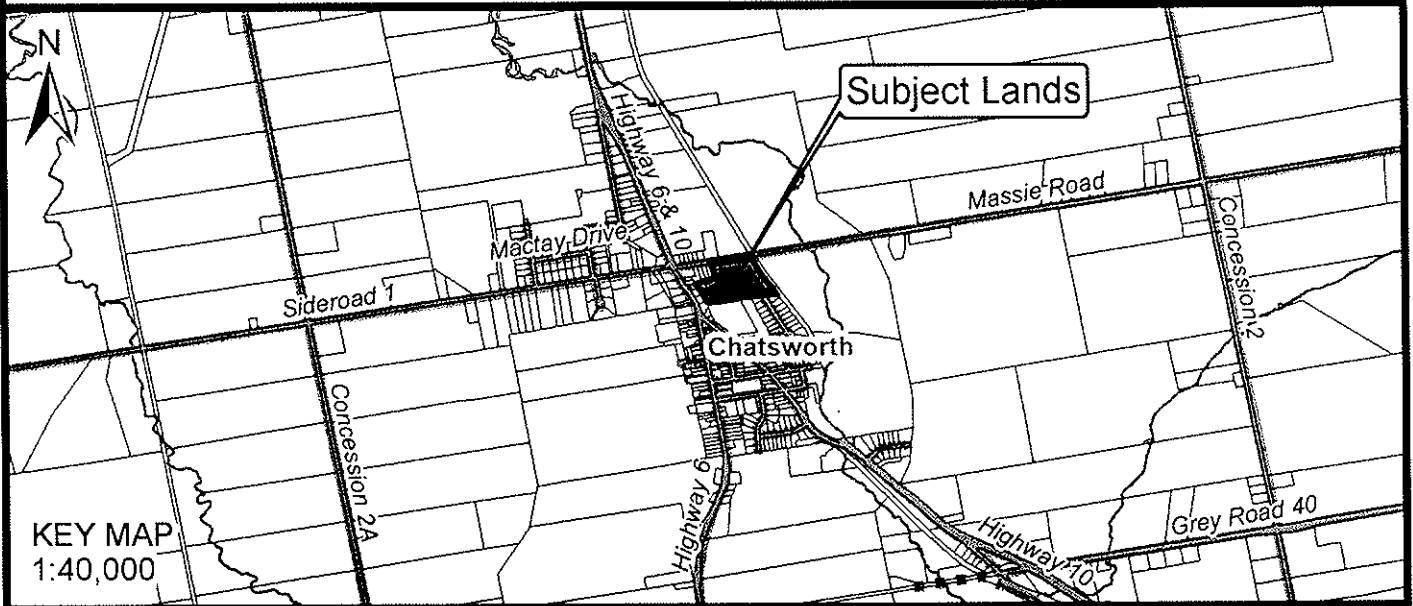 N
Subject Lands
Highway 6 & 10
Massie Road
Mactay Drive
Sideroad 1
Concession 2
Chatsworth
Concession 2A
Highway 6
Highway 10
Grey Road 40
KEY MAP
1:40,000